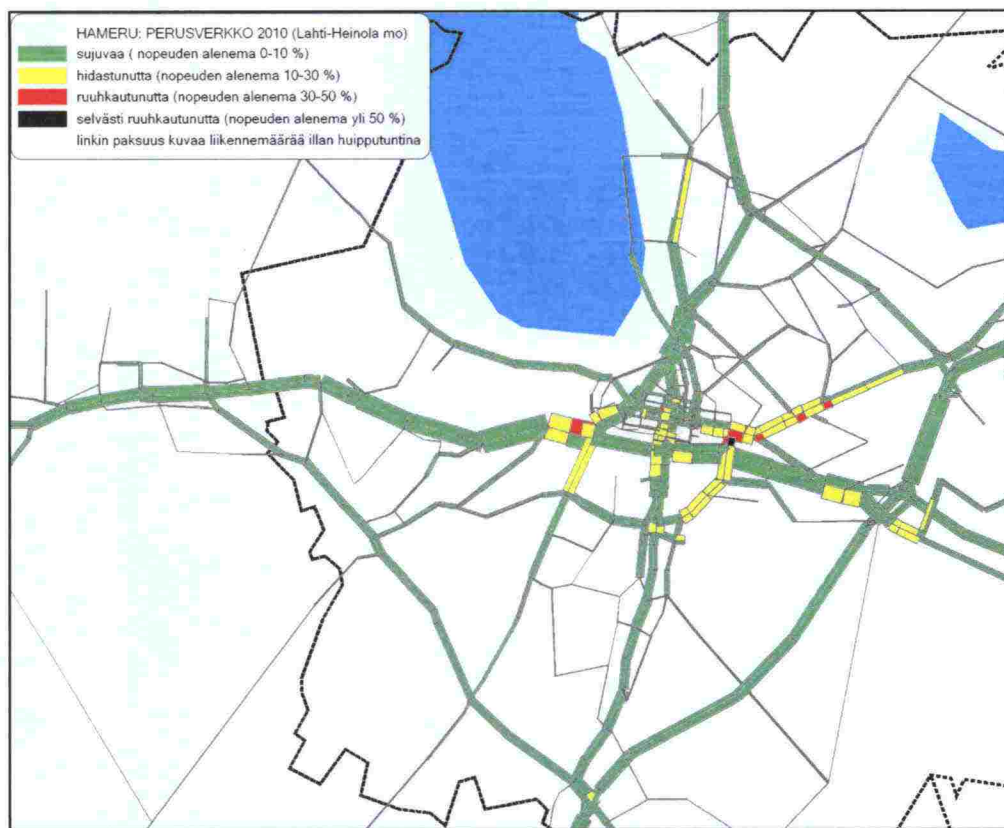 HAMERU: PERUSVERKKO 2010 (Lahti-Heinola mo)
sujuvaa ( nopeuden alenema 0-10 %)
hidastunutta (nopeuden alenema 10-30 %)
ruuhkautunutta (nopeuden alenema 30-50 %)
selvästi ruuhkautunutta (nopeuden alenema yli 50 %)
linkin paksuus kuvaa liikennemäärää illan huipputuntina